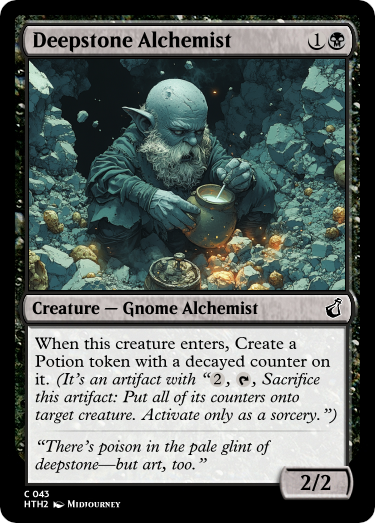 Deepstone Alchemist 1
Creature — Gnome Alchemist
When this creature enters, Create a
Potion token with a decayed counter on
it. (It's an artifact with “2, , Sacrifice
this artifact: Put all of its counters onto
target creature. Activate only as a sorcery.”)
“There's poison in the pale glint of
deepstone—but art, too.”
2/2
C 043
HTH2 Midjourney